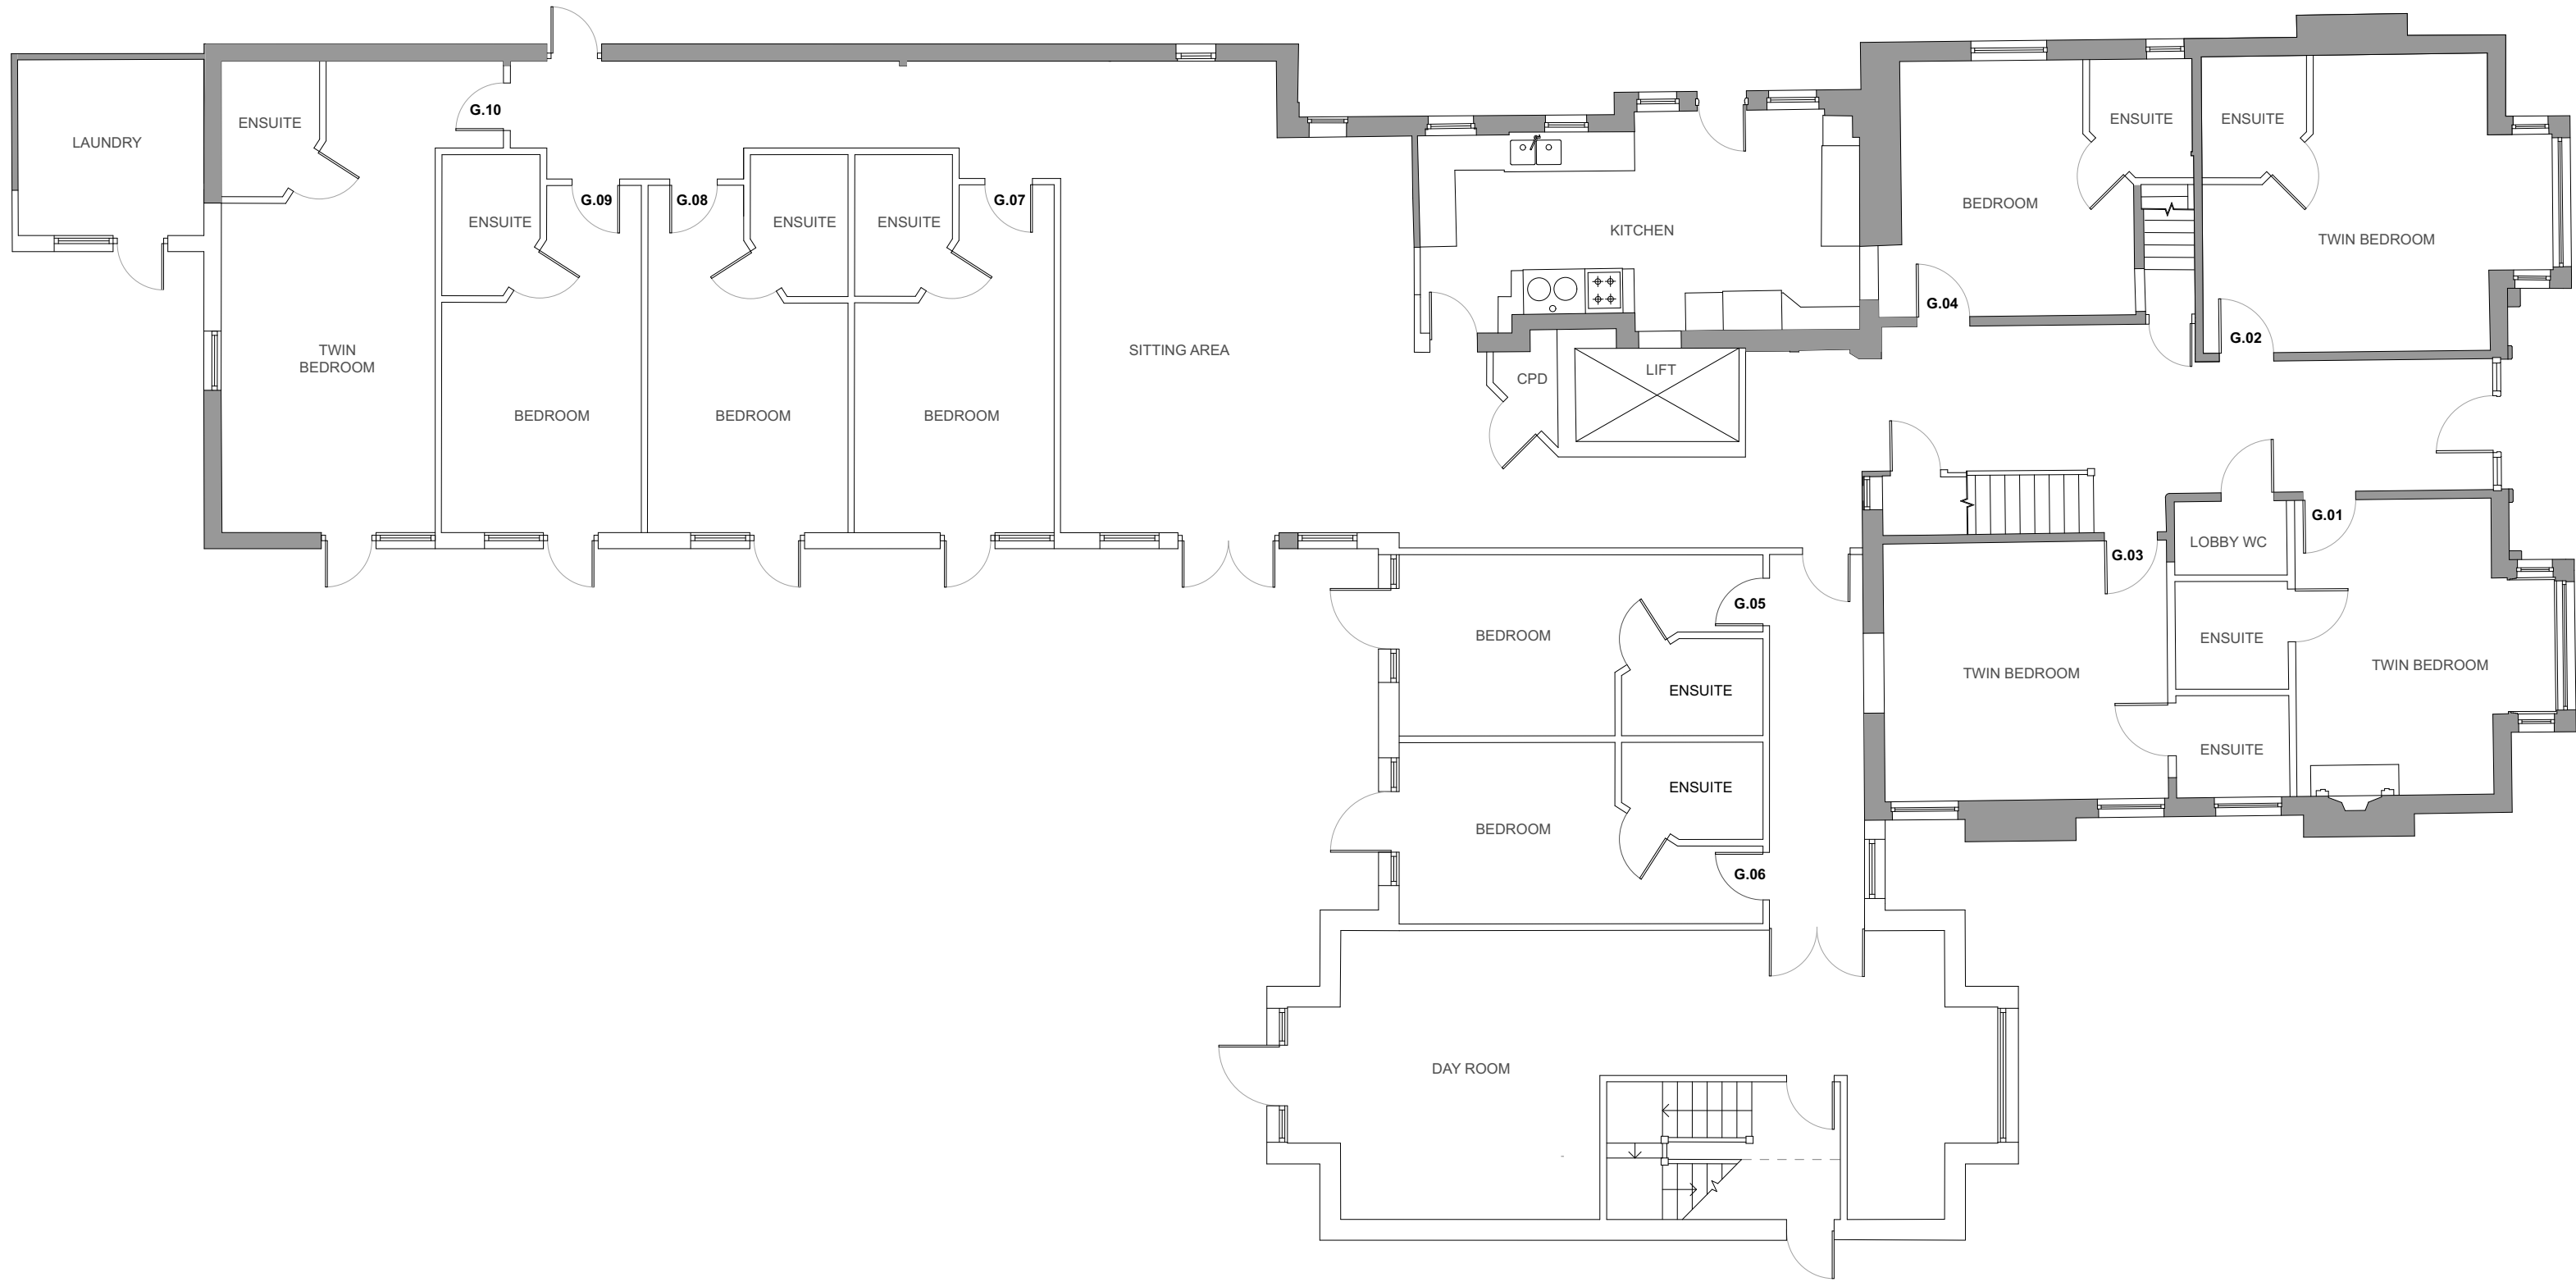 LAUNDRY
ENSUITE
G.10
TWIN
BEDROOM
ENSUITE
G.09
BEDROOM
G.08
ENSUITE
BEDROOM
ENSUITE
G.07
BEDROOM
SITTING AREA
KITCHEN
CPD
LIFT
BEDROOM
ENSUITE
G.04
ENSUITE
TWIN BEDROOM
G.02
G.01
LOBBY WC
G.03
ENSUITE
TWIN BEDROOM
TWIN BEDROOM
ENSUITE
G.05
BEDROOM
ENSUITE
ENSUITE
BEDROOM
G.06
DAY ROOM